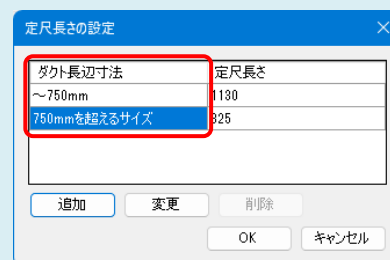 定尺長さの設定
ダクト長辺寸法 定尺長さ
～750mm 1130
750mmを超えるサイズ 825
追加 変更 削除
OK キャンセル